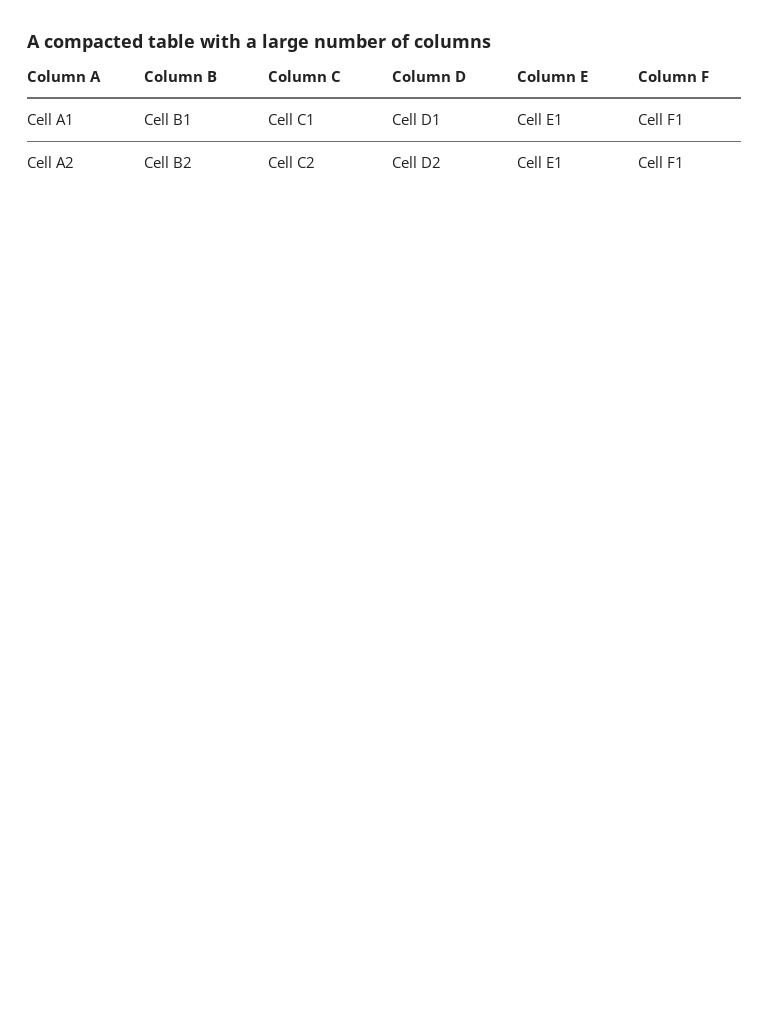 A compacted table with a large number of columns
Column A Column B Column C Column D Column E Column F
Cell A1 Cell B1 Cell C1 Cell D1 Cell E1 Cell F1
Cell A2 Cell B2 Cell C2 Cell D2 Cell E1 Cell F1